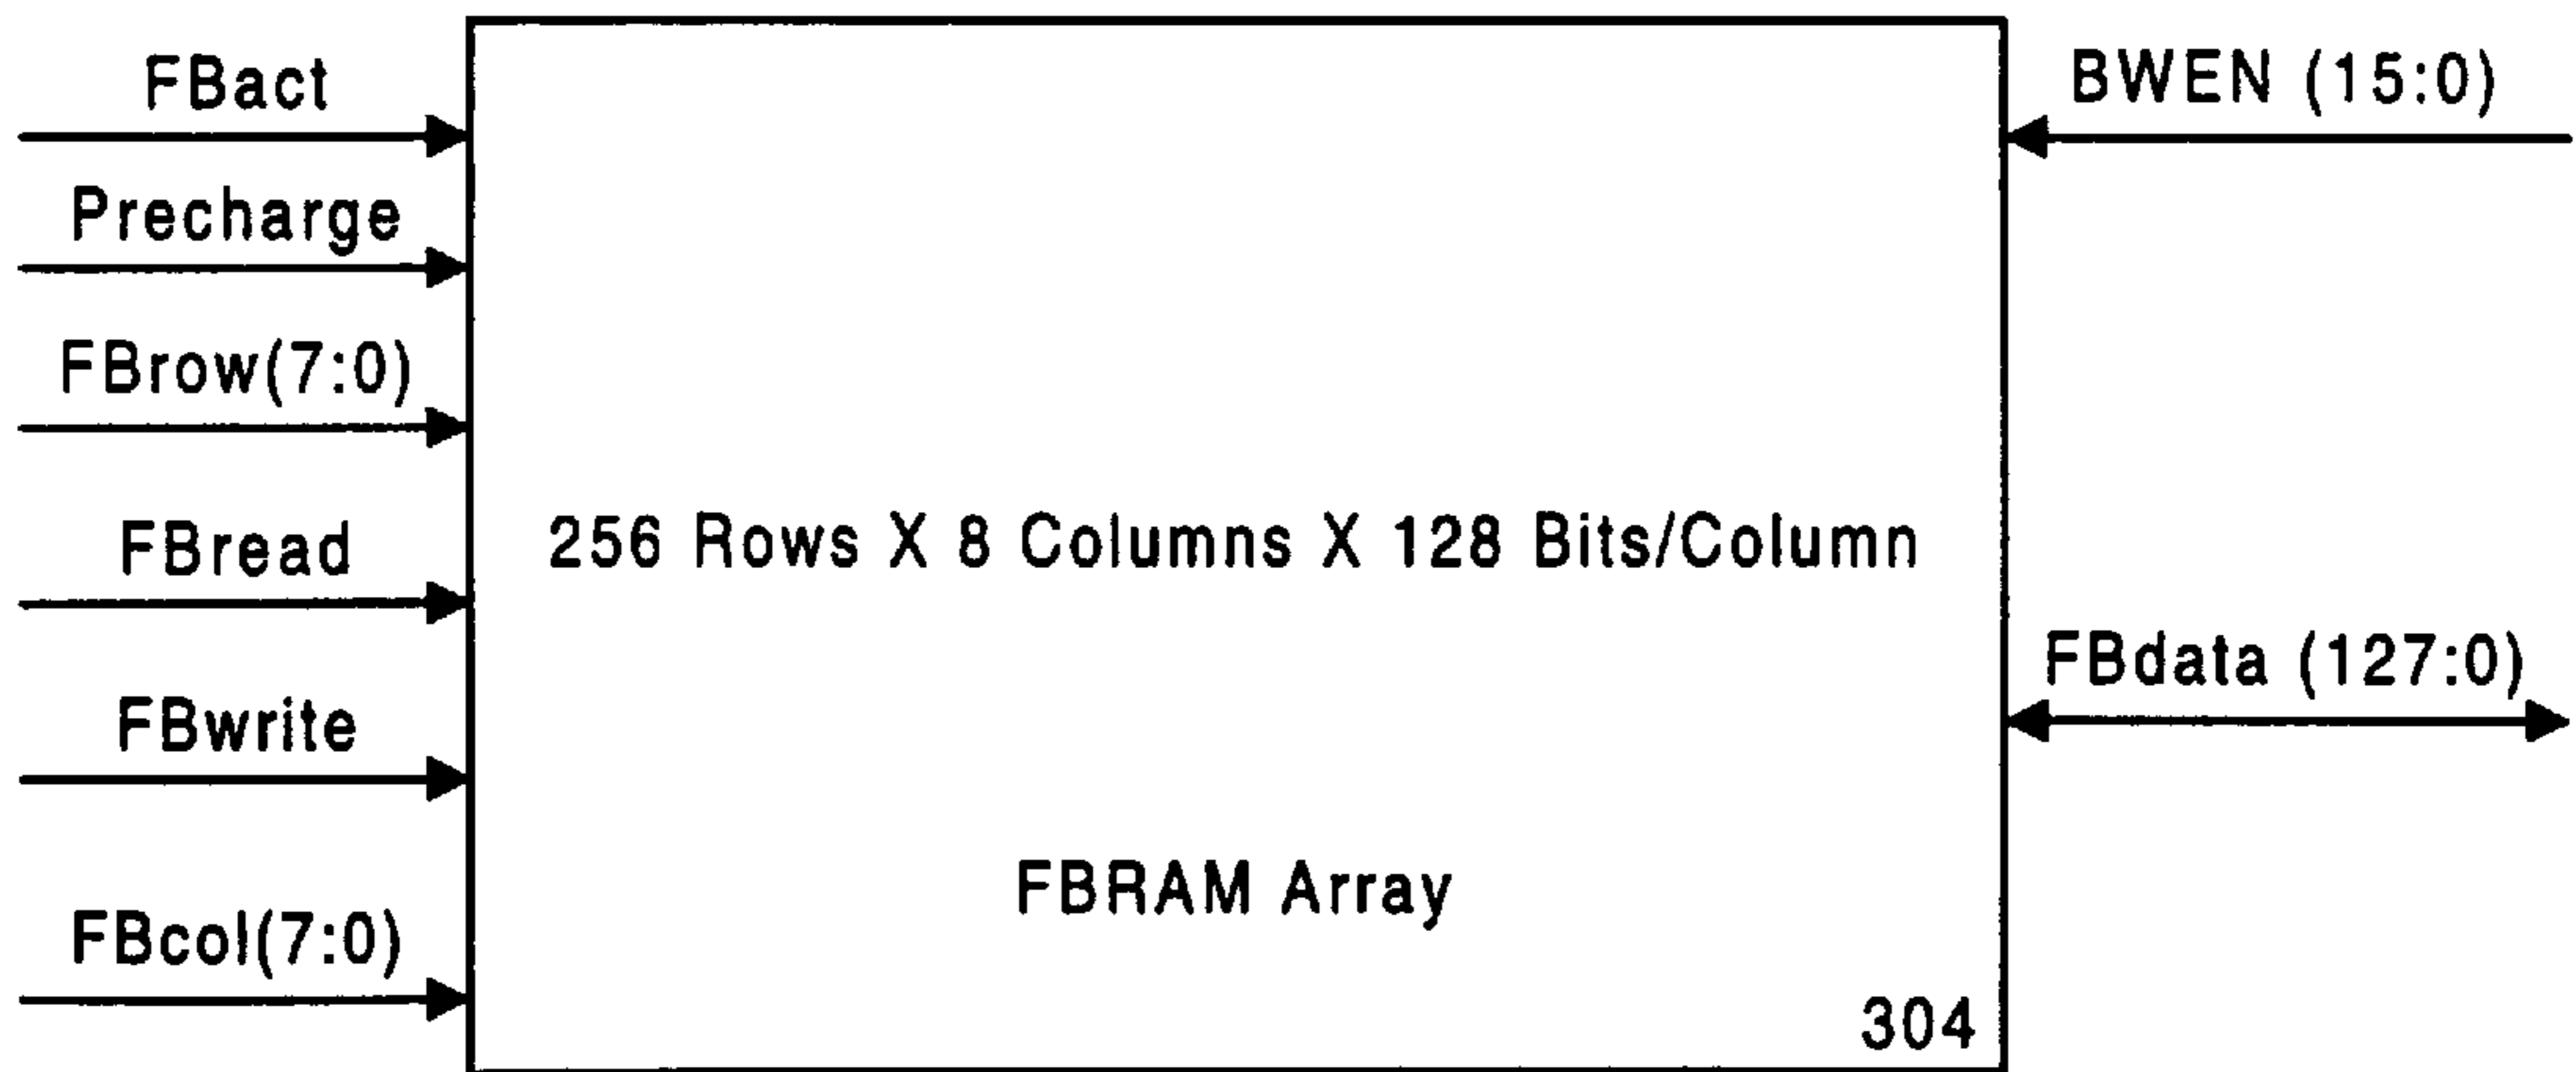 FBact
BWEN (15:0)
Precharge
FBrow(7:0)
FBread
256 Rows X 8 Columns X 128 Bits/Column
FBdata (127:0)
FBwrite
FBRAM Array
FBcol(7:0)
304